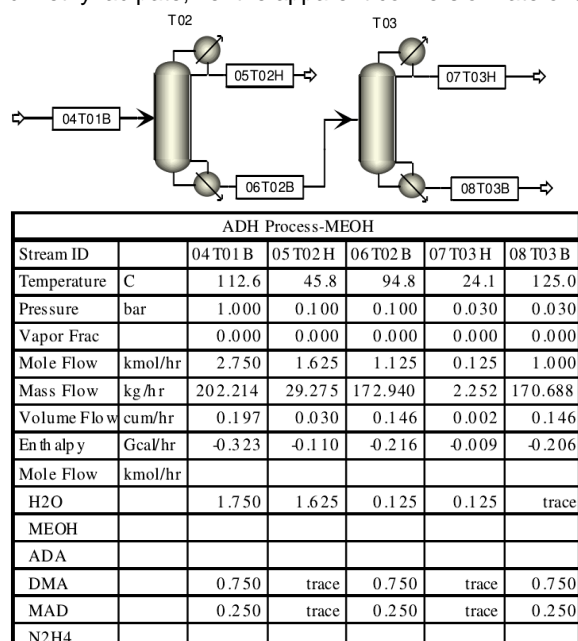 T02
T03
05T02H
07T03H
04T01B
06T02B
08T03B
ADH Process-MEOH
Stream ID 04T01B 05T02H 06T02B 07T03H 08T03B
Temperature C 112.6 45.8 94.8 24.1 125.0
Pressure bar 1.000 0.100 0.100 0.030 0.030
Vapor Frac 0.000 0.000 0.000 0.000 0.000
Mole Flow kmol/hr 2.750 1.625 1.125 0.125 1.000
Mass Flow kg/hr 202.214 29.275 172.940 2.252 170.688
Volume Flow cum/hr 0.197 0.030 0.146 0.002 0.146
Enthalpy Gcal/hr -0.323 -0.110 -0.216 -0.009 -0.206
Mole Flow kmol/hr
H2O 1.750 1.625 0.125 0.125 trace
MEOH
ADA
DMA 0.750 trace 0.750 trace 0.750
MAD 0.250 trace 0.250 trace 0.250
N2H4